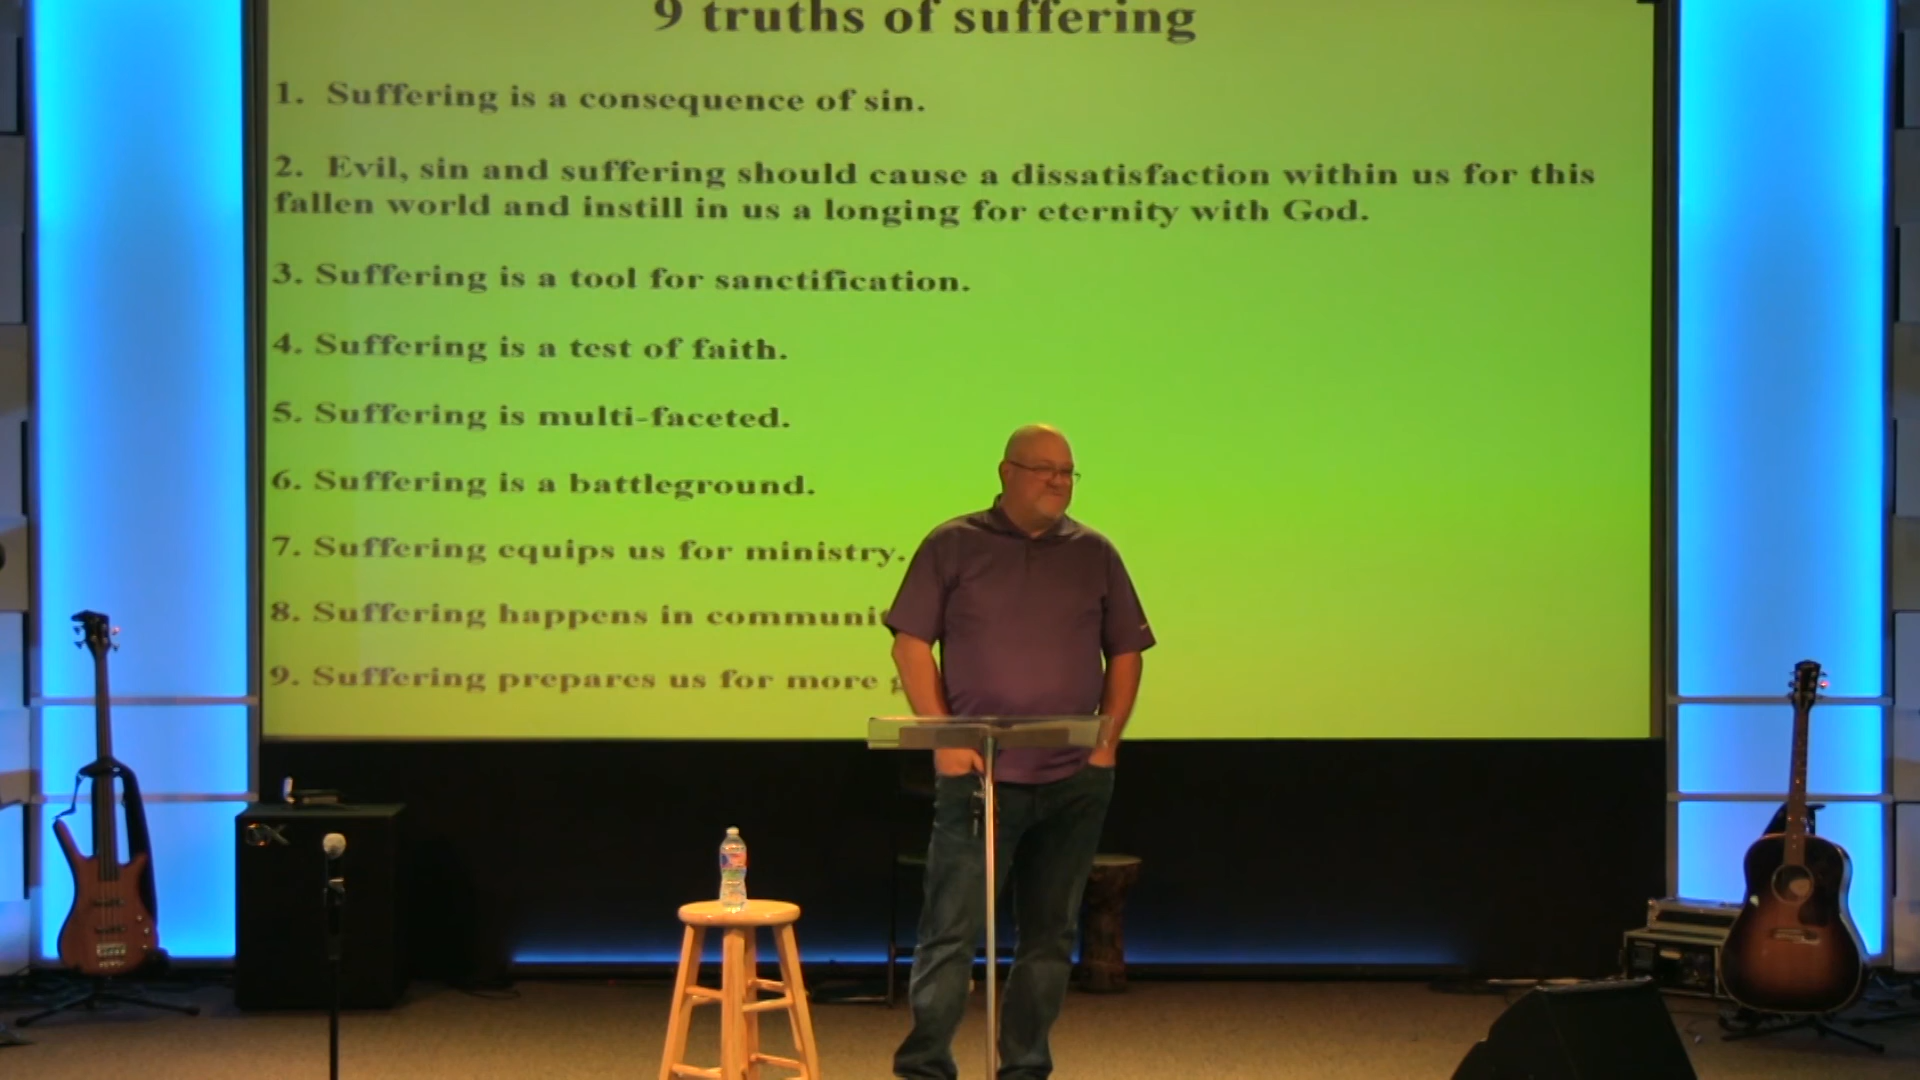 9 truths of suffering
1. Suffering is a consequence of sin.
2. Evil, sin and suffering should cause a dissatisfaction within us for this
fallen world and instill in us a longing for eternity with God.
3. Suffering is a tool for sanctification.
4. Suffering is a test of faith.
5. Suffering is multi-faceted.
6. Suffering is a battleground.
7. Suffering equips us for ministry.
8. Suffering happens in
9. Suffering prepares us for more